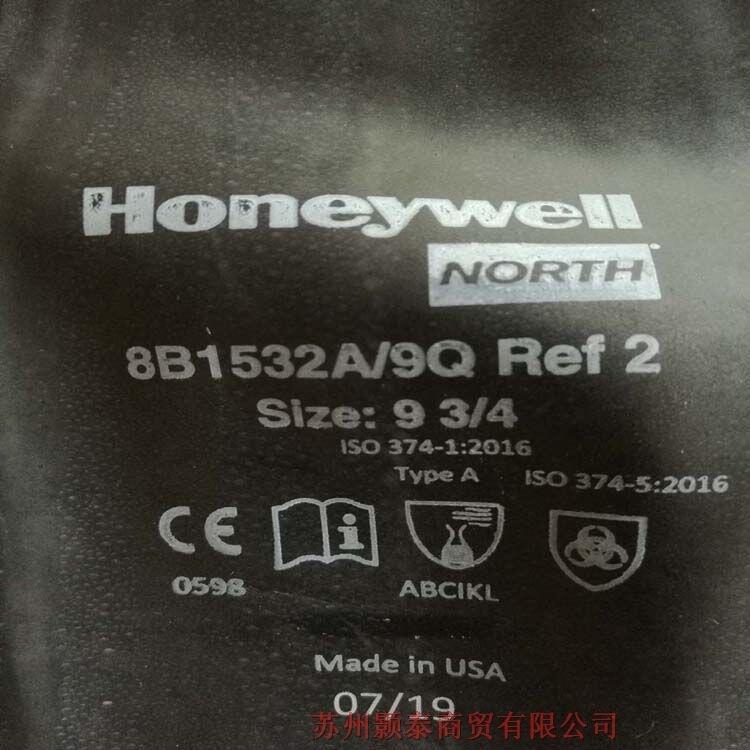 Honeywell
NORTH
8B1532A/9Q Ref 2
Size: 9 3/4
ISO 374-1:2016
Type A
ISO 374-5:2016
CE
i
0598
ABCIKL
Made in USA
07/19
苏州颢泰商贸有限公司